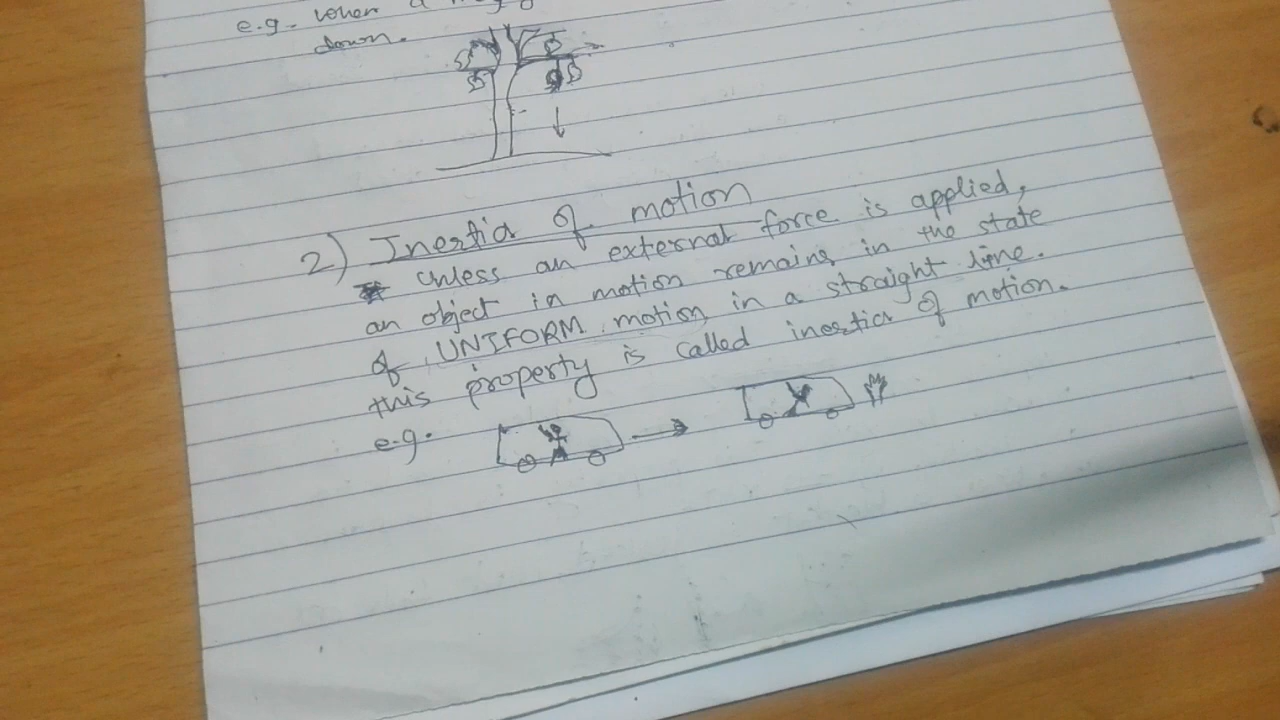 e.g. when a
down.
2) Inertia of motion
unless an external force is applied,
an object in motion remains in the state
of UNIFORM motion in a straight line.
this property is called inertia of motion.
e.g.